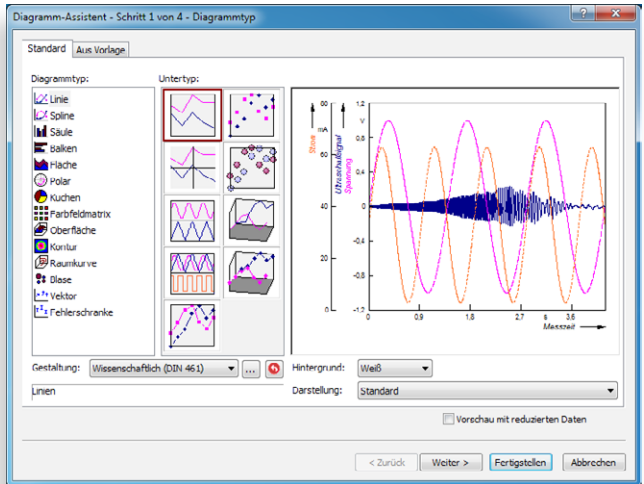 Diagramm-Assistent - Schritt 1 von 4 - Diagrammtyp
Standard
Aus Vorlage
Diagrammtyp:
Untertyp:
Linie
Spline
Säule
Balken
Fläche
Polar
Kuchen
Farbfeldmatrix
Oberfläche
Kontur
Raumkurve
Blase
Vektor
Fehlerschranke
80
mA
60
40
20
0
Strom
Ultraschallsignal
Spannung
1,2
V
0,4
0
-0,4
-0,8
-1,2
0
0,9
1,8
2,7
s
3,6
Messzeit
Gestaltung:
Wissenschaftlich (DIN 461)
...
Hintergrund:
Weiß
Linien
Darstellung:
Standard
Vorschau mit reduzierten Daten
< Zurück
Weiter >
Fertigstellen
Abbrechen